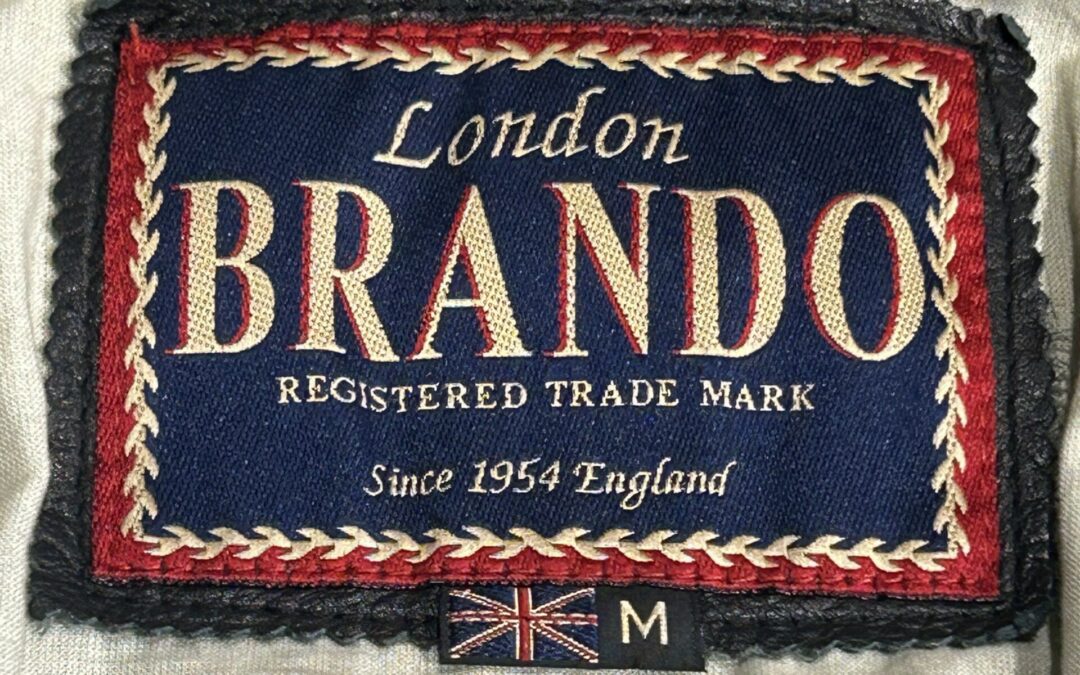 London
BRANDO
REGISTERED TRADE MARK
Since 1954 England
M